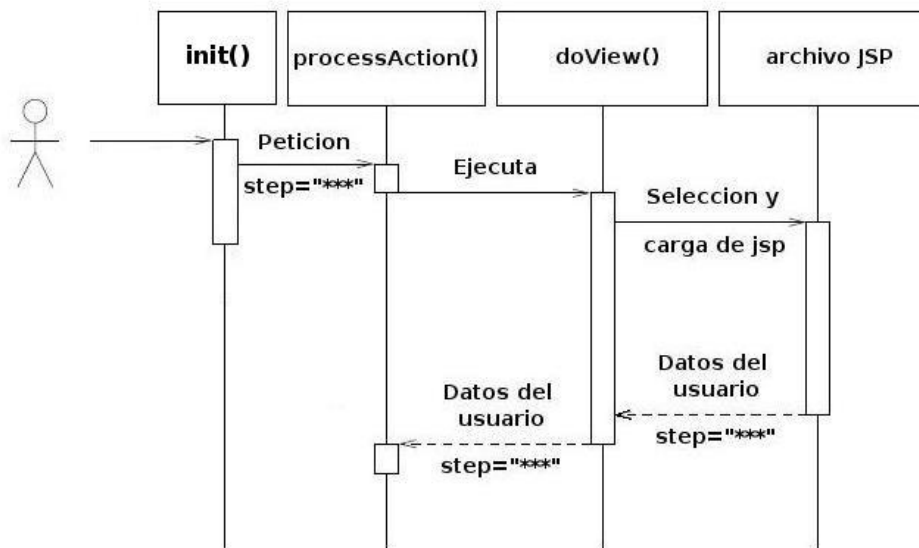 init()
processAction()
doView()
archivo JSP
Peticion
step="***"
Ejecuta
Seleccion y
carga de jsp
Datos del
usuario
step="***"
Datos del
usuario
step="***"